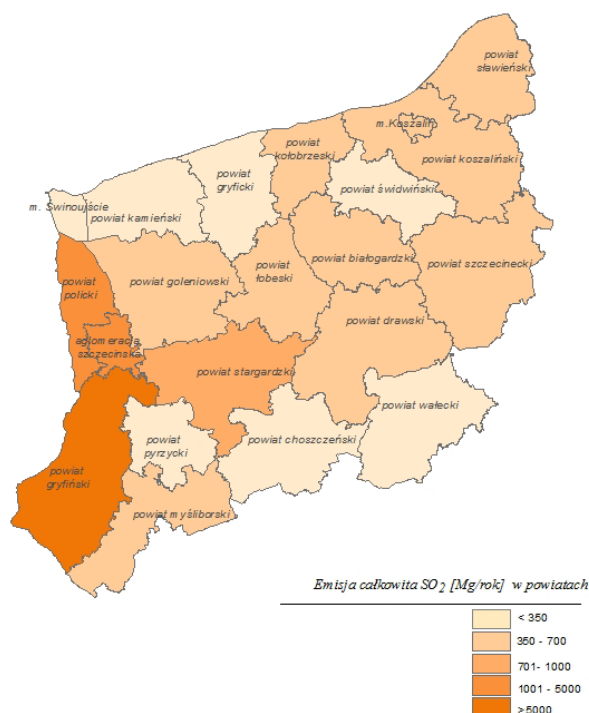 powiat
sławieński
m.Koszalin
powiat
kołobrzeski
powiat koszaliński
powiat
gryficki
powiat świdwiński
m. Świnoujście
powiat kamieński
powiat białogardzki
powiat szczecinecki
powiat
policki
powiat goleniowski
powiat
łobeski
powiat drawski
aglomeracja
szczecińska
powiat stargardzki
powiat wałecki
powiat
pyrzycki
powiat choszczeński
powiat
gryfiński
powiat myśliborski
Emisja całkowita SO2 [Mg/rok] w powiatach
< 350
350 - 700
701- 1000
1001 - 5000
>5000